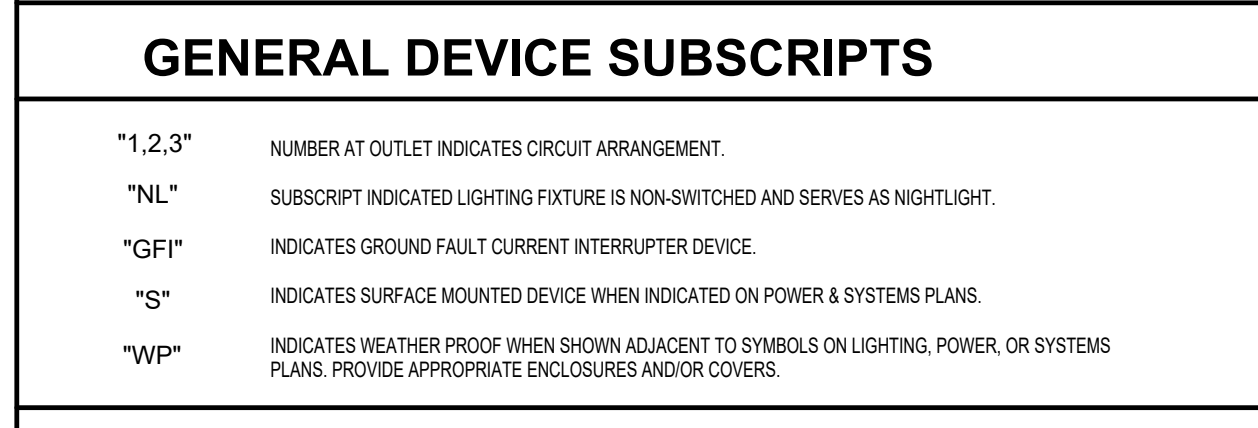 GENERAL DEVICE SUBSCRIPTS
"1,2,3" NUMBER AT OUTLET INDICATES CIRCUIT ARRANGEMENT.
"NL" SUBSCRIPT INDICATED LIGHTING FIXTURE IS NON-SWITCHED AND SERVES AS NIGHTLIGHT.
"GFI" INDICATES GROUND FAULT CURRENT INTERRUPTER DEVICE.
"S" INDICATES SURFACE MOUNTED DEVICE WHEN INDICATED ON POWER & SYSTEMS PLANS.
"WP" INDICATES WEATHER PROOF WHEN SHOWN ADJACENT TO SYMBOLS ON LIGHTING, POWER, OR SYSTEMS
PLANS. PROVIDE APPROPRIATE ENCLOSURES AND/OR COVERS.